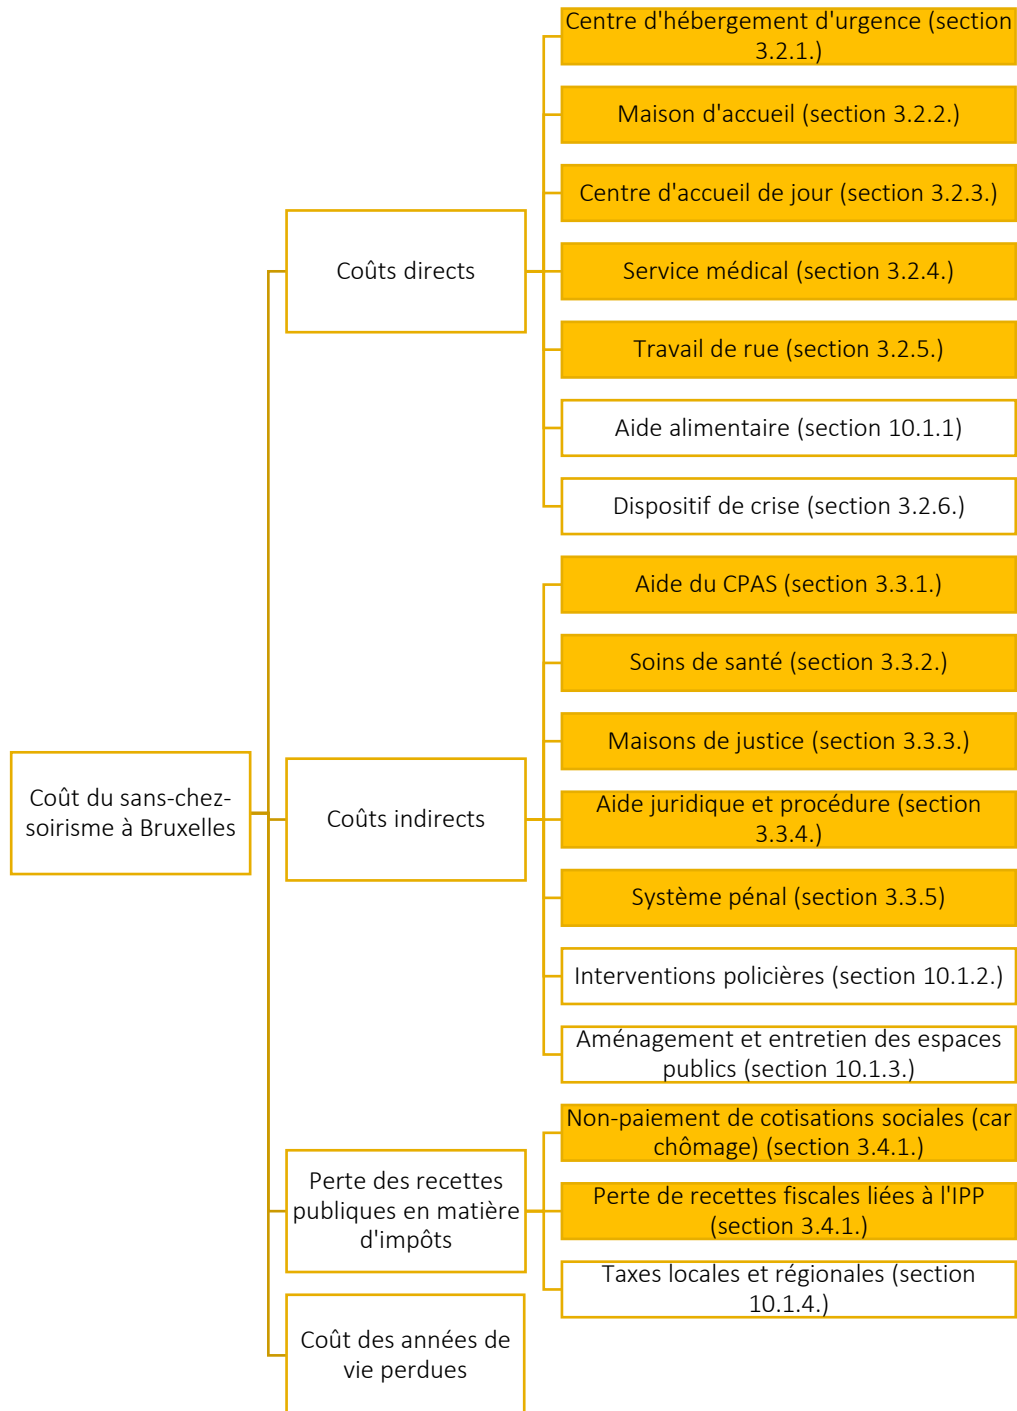 Centre d'hébergement d'urgence (section
3.2.1.)
Maison d'accueil (section 3.2.2.)
Centre d'accueil de jour (section 3.2.3.)
Coûts directs
Service médical (section 3.2.4.)
Travail de rue (section 3.2.5.)
Aide alimentaire (section 10.1.1)
Dispositif de crise (section 3.2.6.)
Aide du CPAS (section 3.3.1.)
Soins de santé (section 3.3.2.)
Maisons de justice (section 3.3.3.)
Coût du sans-chez-
soirisme à Bruxelles
Coûts indirects
Aide juridique et procédure (section
3.3.4.)
Système pénal (section 3.3.5)
Interventions policières (section 10.1.2.)
Aménagement et entretien des espaces
publics (section 10.1.3.)
Non-paiement de cotisations sociales (car
chômage) (section 3.4.1.)
Perte des recettes
publiques en matière
d'impôts
Perte de recettes fiscales liées à l'IPP
(section 3.4.1.)
Taxes locales et régionales (section
10.1.4.)
Coût des années de
vie perdues